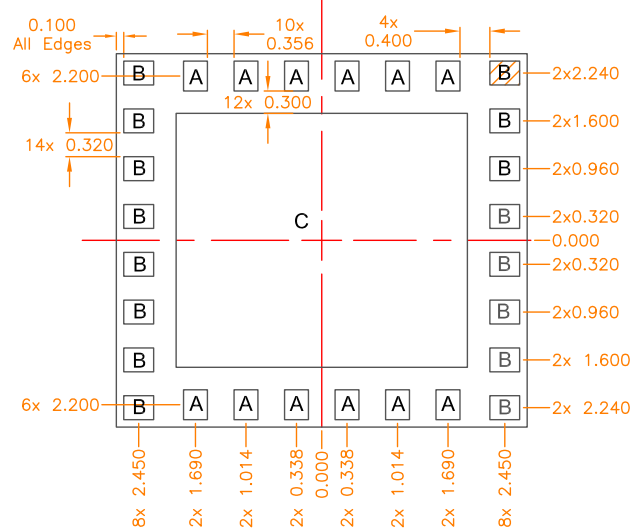 0.100
All Edges
10x
0.356
4x
0.400
6x 2.200
B A A A A A A B
2x2.240
12x 0.300
B B
2x1.600
14x 0.320
B B
2x0.960
B C B
2x0.320
0.000
B B
2x0.320
B B
2x0.960
B B
2x 1.600
6x 2.200
B A A A A A A B
2x 2.240
8x 2.450
2x 1.690
2x 1.014
2x 0.338
0.000
2x 0.338
2x 1.014
2x 1.690
8x 2.450